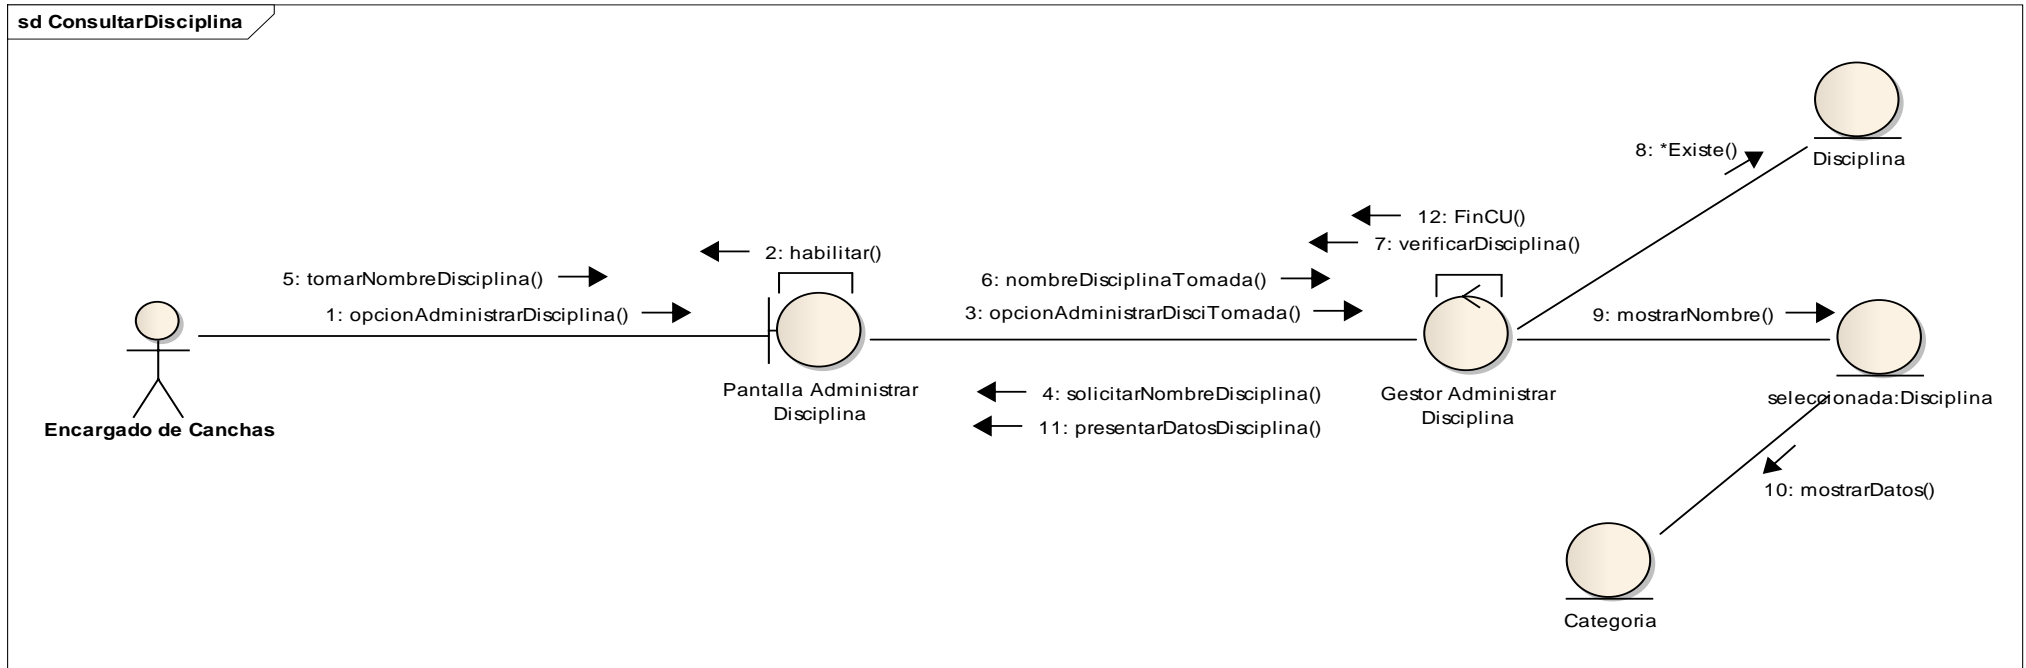 sd ConsultarDisciplina
8: *Existe()
Disciplina
12: FinCU()
7: verificarDisciplina()
2: habilitar()
5: tomarNombreDisciplina()
6: nombreDisciplinaTomada()
1: opcionAdministrarDisciplina()
3: opcionAdministrarDisciTomada()
9: mostrarNombre()
Pantalla Administrar
Disciplina
4: solicitarNombreDisciplina()
Gestor Administrar
Disciplina
seleccionada:Disciplina
Encargado de Canchas
11: presentarDatosDisciplina()
10: mostrarDatos()
Categoria